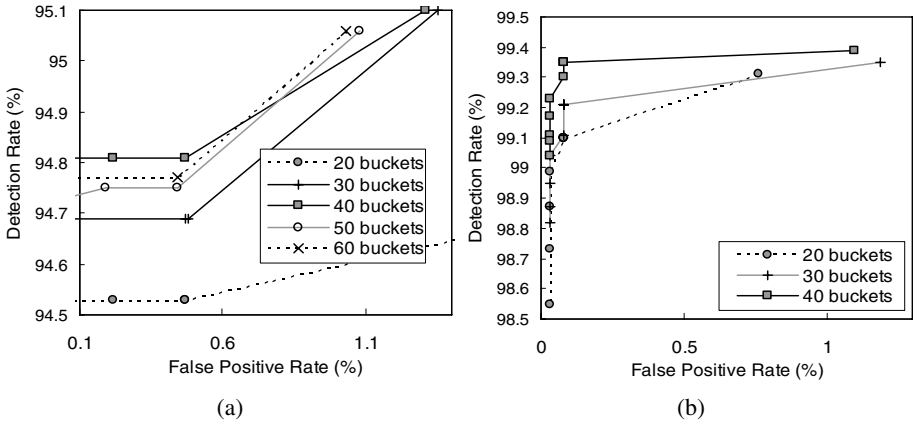 95.1
95
94.9
94.8
94.7
94.6
94.5
Detection Rate (%)
20 buckets
30 buckets
40 buckets
50 buckets
60 buckets
0.1
0.6
1.1
False Positive Rate (%)
(a)
99.5
99.4
99.3
99.2
99.1
99
98.9
98.8
98.7
98.6
98.5
Detection Rate (%)
20 buckets
30 buckets
40 buckets
0
0.5
1
False Positive Rate (%)
(b)